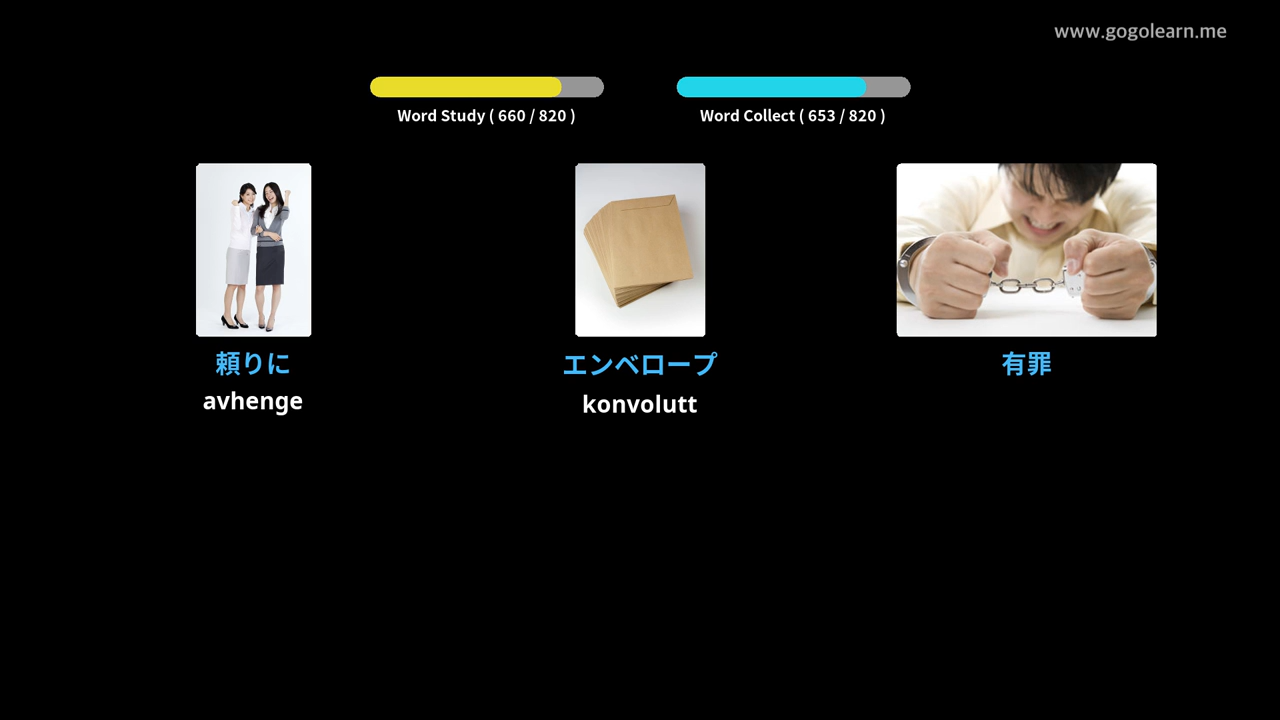 www.gogolearn.me
Word Study ( 660 / 820 )
Word Collect ( 653 / 820 )
頼りに
avhenge
エンベロープ
konvolutt
有罪